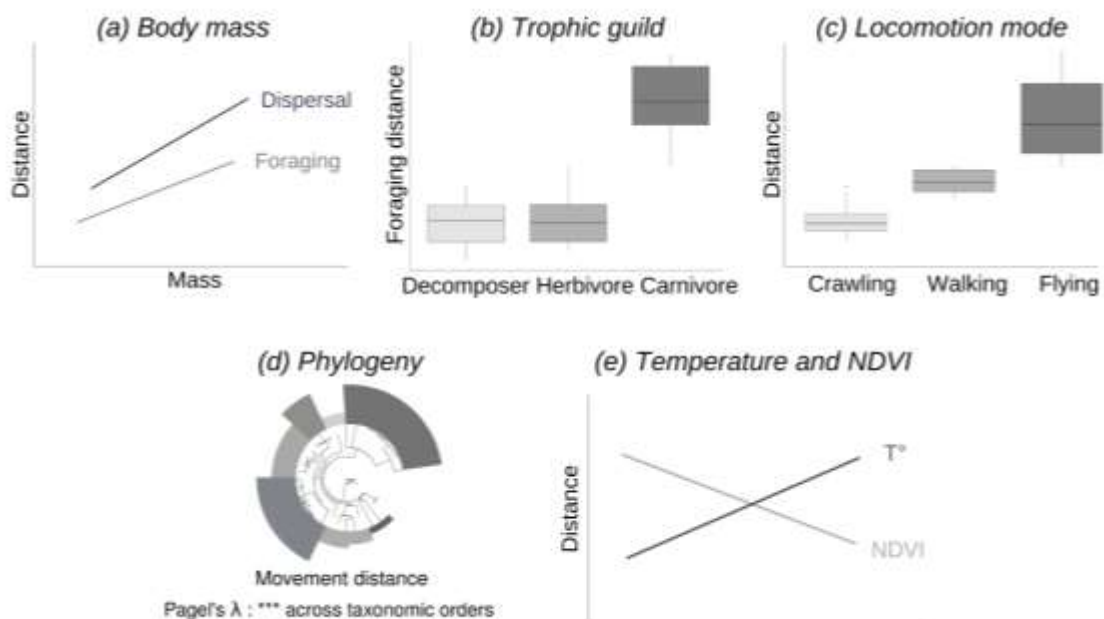 (a) Body mass
(b) Trophic guild
(c) Locomotion mode
Distance
Dispersal
Foraging
Mass
Foraging distance
Decomposer Herbivore Carnivore
Distance
Crawling Walking Flying
(d) Phylogeny
(e) Temperature and NDVI
Movement distance
Pagel's λ : *** across taxonomic orders
Distance
T°
NDVI